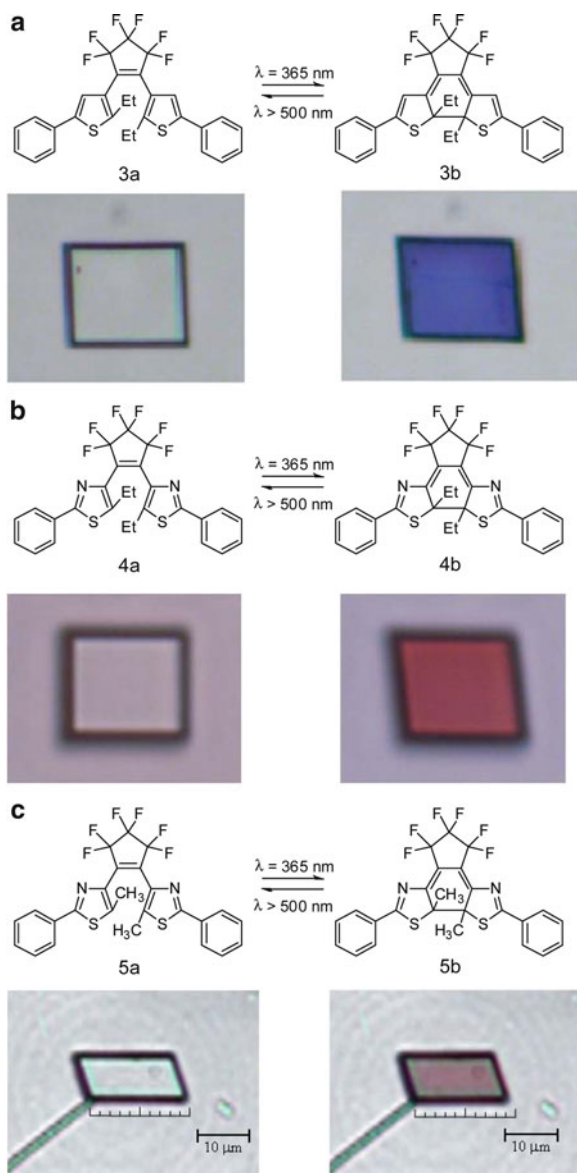 a
F F F F F F
λ = 365 nm
λ > 500 nm
F F F F F F
Et S Et S
3a
S Et Et S
3b
b
F F F F F F
λ = 365 nm
λ > 500 nm
F F F F F F
N Et N S Et S
4a
N Et N S Et S
4b
c
F F F F F F
λ = 365 nm
λ > 500 nm
F F F F F F
N CH3 N S H3C S
5a
N CH3 N S H3C S
5b
10 μm
10 μm